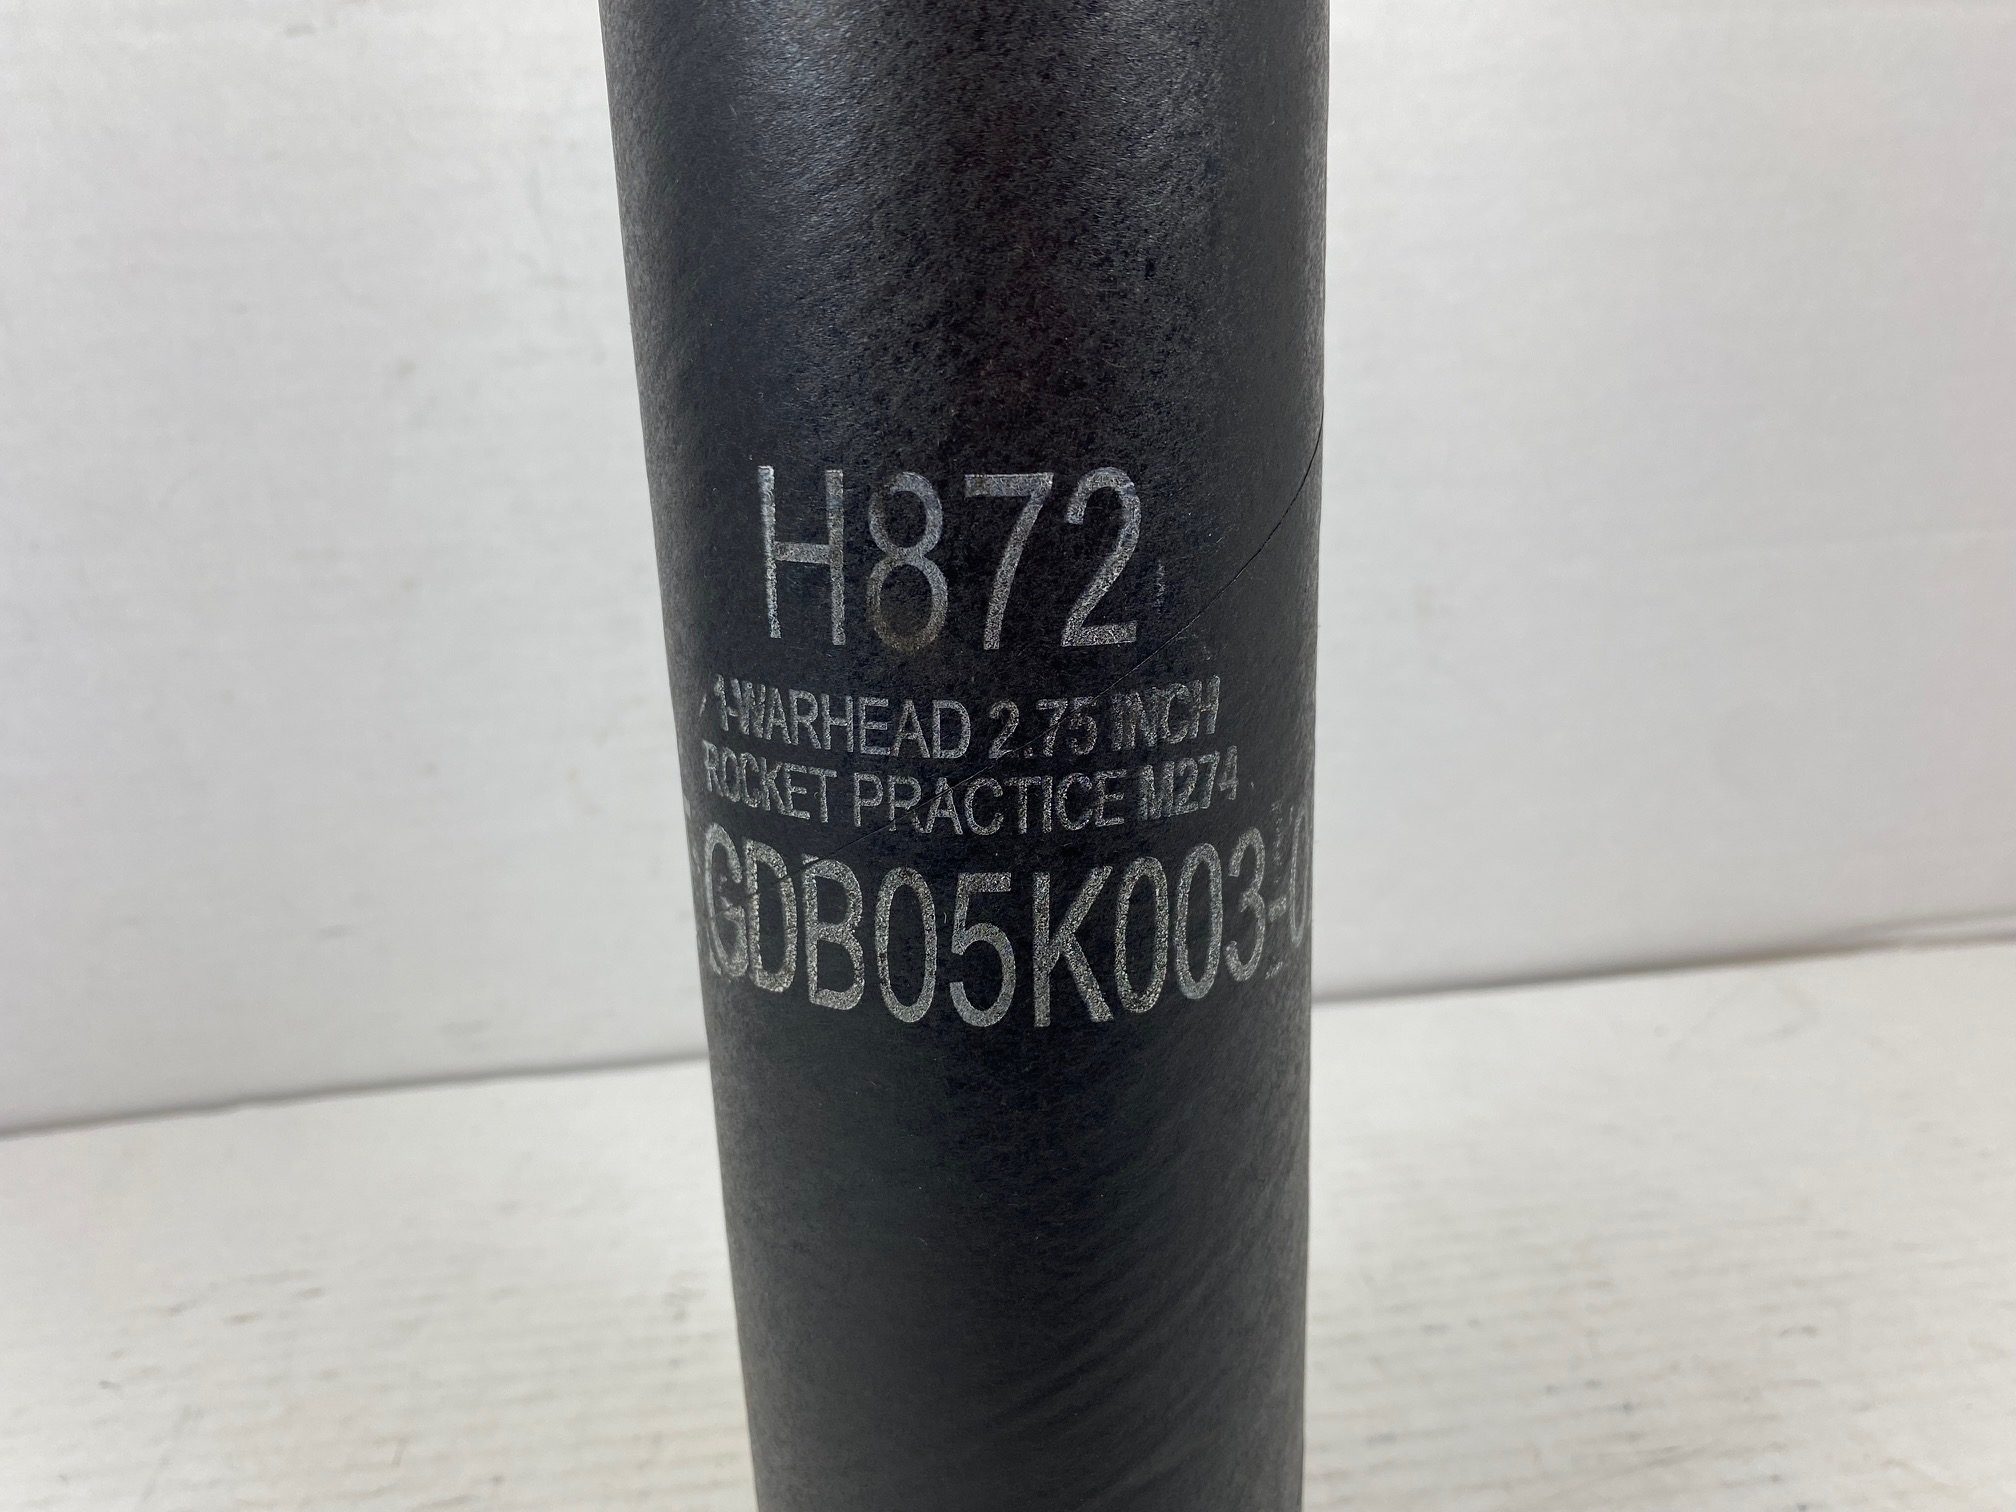 H872
1-WARHEAD 2.75 INCH
ROCKET PRACTICE M274
GDB05K003-0